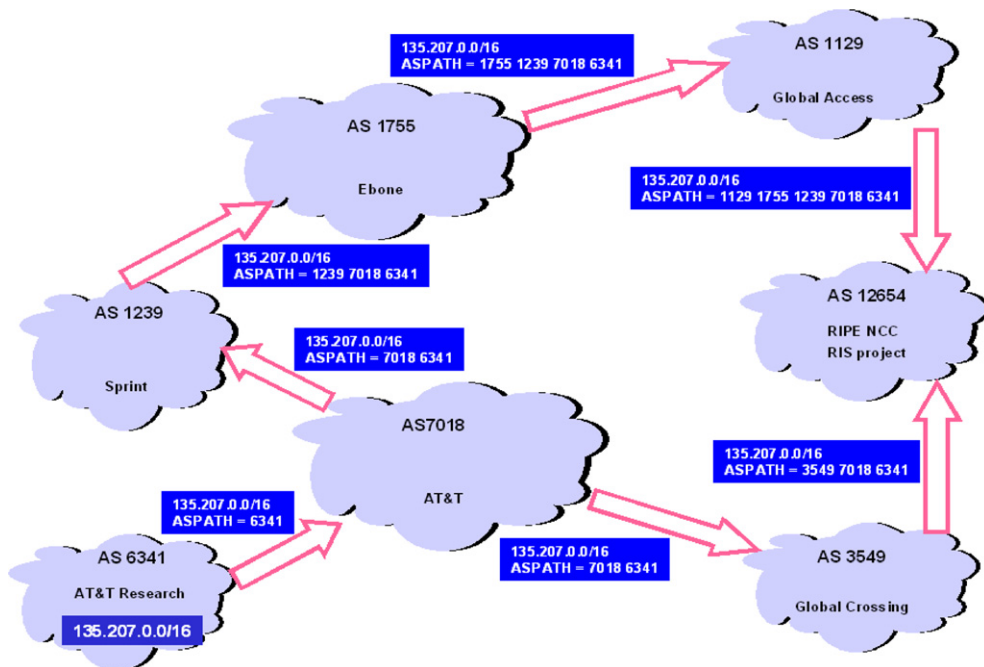 135.207.0.0/16
ASPATH = 1755 1239 7018 6341
AS 1129
Global Access
AS 1755
Ebone
135.207.0.0/16
ASPATH = 1129 1755 1239 7018 6341
135.207.0.0/16
ASPATH = 1239 7018 6341
AS 1239
Sprint
AS 12654
RIPE NCC
RIS project
135.207.0.0/16
ASPATH = 7018 6341
AS7018
AT&T
135.207.0.0/16
ASPATH = 3549 7018 6341
135.207.0.0/16
ASPATH = 6341
135.207.0.0/16
ASPATH = 7018 6341
AS 6341
AT&T Research
135.207.0.0/16
AS 3549
Global Crossing